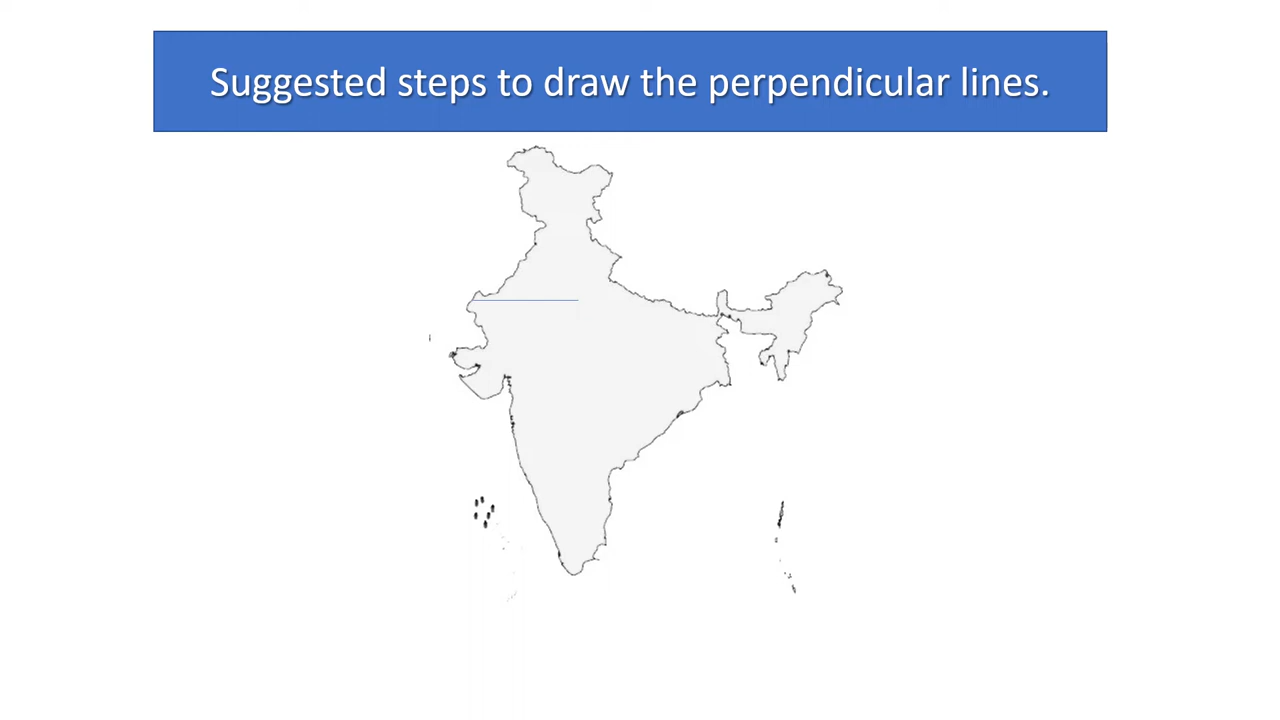 Suggested steps to draw the perpendicular lines.